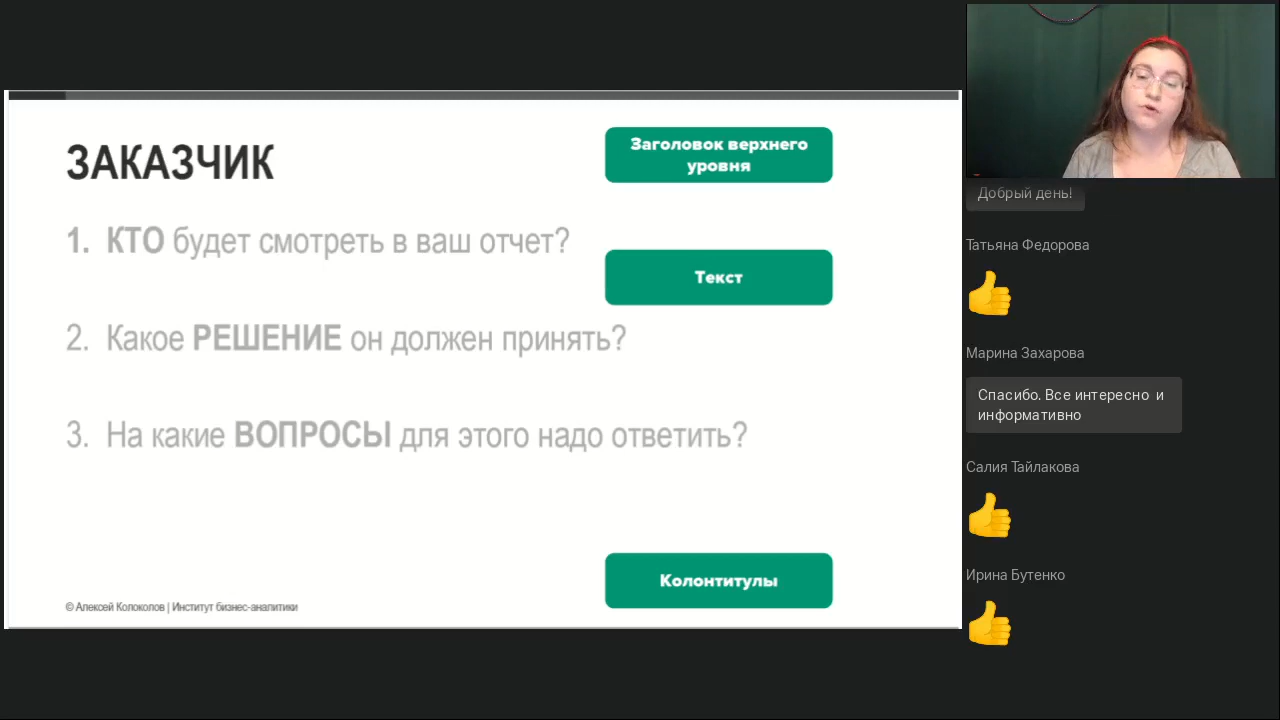 ЗАКАЗЧИК
Заголовок верхнего
уровня
1. КТО будет смотреть в ваш отчет?
Текст
2. Какое РЕШЕНИЕ он должен принять?
3. На какие ВОПРОСЫ для этого надо ответить?
Колонтитулы
© Алексей Колоколов | Институт бизнес-аналитики
Добрый день!
Татьяна Федорова
Марина Захарова
Спасибо. Все интересно и
информативно
Салия Тайлакова
Ирина Бутенко